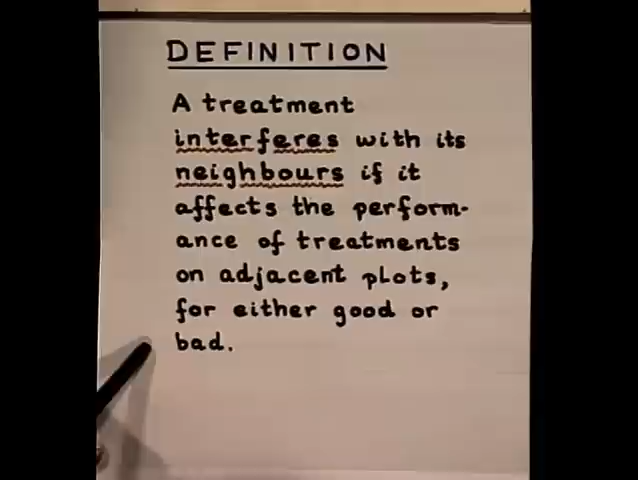 DEFINITION
A treatment
interferes with its
neighbours if it
affects the perform-
ance of treatments
on adjacent plots,
for either good or
bad.